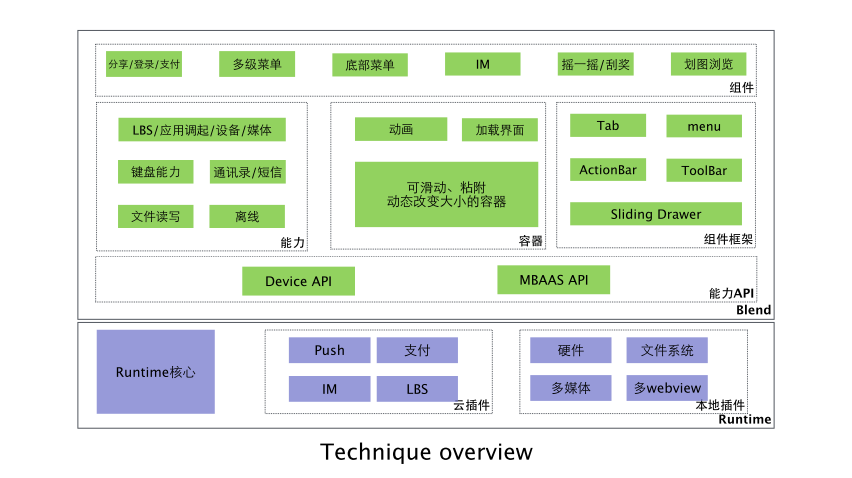 分享/登录/支付
多级菜单
底部菜单
IM
摇一摇/刮奖
划图浏览
组件
LBS/应用调起/设备/媒体
键盘能力
通讯录/短信
文件读写
离线
能力
动画
加载界面
可滑动、粘附
动态改变大小的容器
容器
Tab
menu
ActionBar
ToolBar
Sliding Drawer
组件框架
Device API
MBAAS API
能力API
Blend
Runtime核心
Push
支付
IM
LBS
云插件
硬件
文件系统
多媒体
多webview
本地插件
Runtime
Technique overview